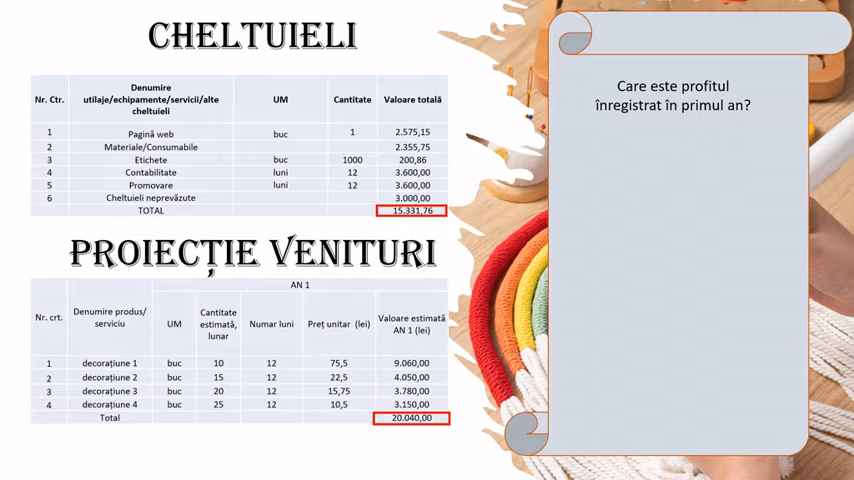 CHELTUIELI
Nr. Ctr. Denumire utilaje/echipamente/servicii/alte cheltuieli UM Cantitate Valoare totală
1 Pagină web buc 1 2.575,15
2 Materiale/Consumabile 2.355,75
3 Etichete buc 1000 200,86
4 Contabilitate luni 12 3.600,00
5 Promovare luni 12 3.600,00
6 Cheltuieli neprevăzute 3.000,00
TOTAL 15.331,76
PROIECȚIE VENITURI
AN 1
Nr. crt. Denumire produs/ serviciu UM Cantitate estimată, lunar Numar luni Preț unitar (lei) Valoare estimată AN 1 (lei)
1 decorațiune 1 buc 10 12 75,5 9.060,00
2 decorațiune 2 buc 15 12 22,5 4.050,00
3 decorațiune 3 buc 20 12 15,75 3.780,00
4 decorațiune 4 buc 25 12 10,5 3.150,00
Total 20.040,00
Care este profitul
înregistrat în primul an?